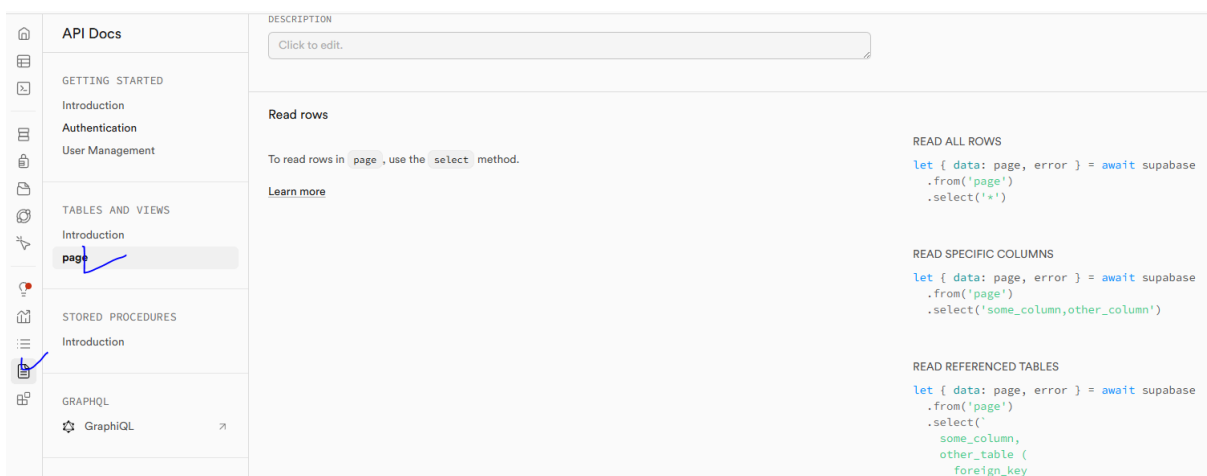 API Docs
GETTING STARTED
Introduction
Authentication
User Management
TABLES AND VIEWS
Introduction
page
STORED PROCEDURES
Introduction
GRAPHQL
GraphiQL
DESCRIPTION
Click to edit.
Read rows
To read rows in page , use the select method.
Learn more
READ ALL ROWS
let { data: page, error } = await supabase
.from('page')
.select('*')
READ SPECIFIC COLUMNS
let { data: page, error } = await supabase
.from('page')
.select('some_column,other_column')
READ REFERENCED TABLES
let { data: page, error } = await supabase
.from('page')
.select(`
some_column,
other_table (
foreign_key